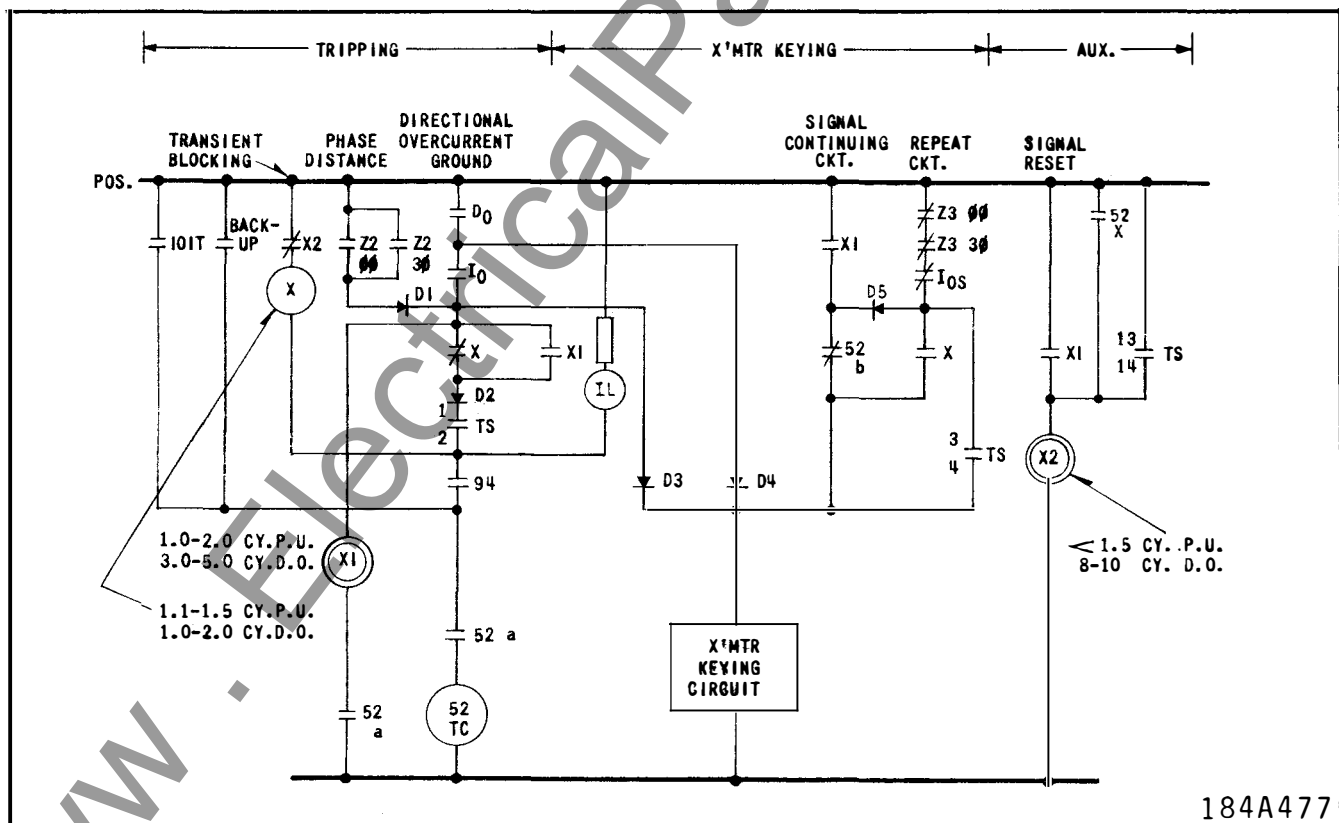 TRIPPING
X'MTR KEYING
AUX.
TRANSIENT
BLOCKING
PHASE
DISTANCE
DIRECTIONAL
OVERCURRENT
GROUND
SIGNAL
CONTINUING
CKT.
REPEAT
CKT.
SIGNAL
RESET
POS.
101T
BACK-
UP
X2
X
Z2
ØØ
Z2
3Ø
D1
D0
I0
X
X1
D2
1
TS
2
IL
94
D3
D4
X1
D5
52
b
Z3 ØØ
Z3 3Ø
IOS
X
3
4
TS
X1
52
X
13
14
TS
X2
1.0-2.0 CY.P.U.
3.0-5.0 CY.D.O.
X1
1.1-1.5 CY.P.U.
1.0-2.0 CY.D.O.
< 1.5 CY. P.U.
8-10 CY. D.O.
52 a
52
a
52
TC
X'MTR
KEYING
CIRCUIT
184A477